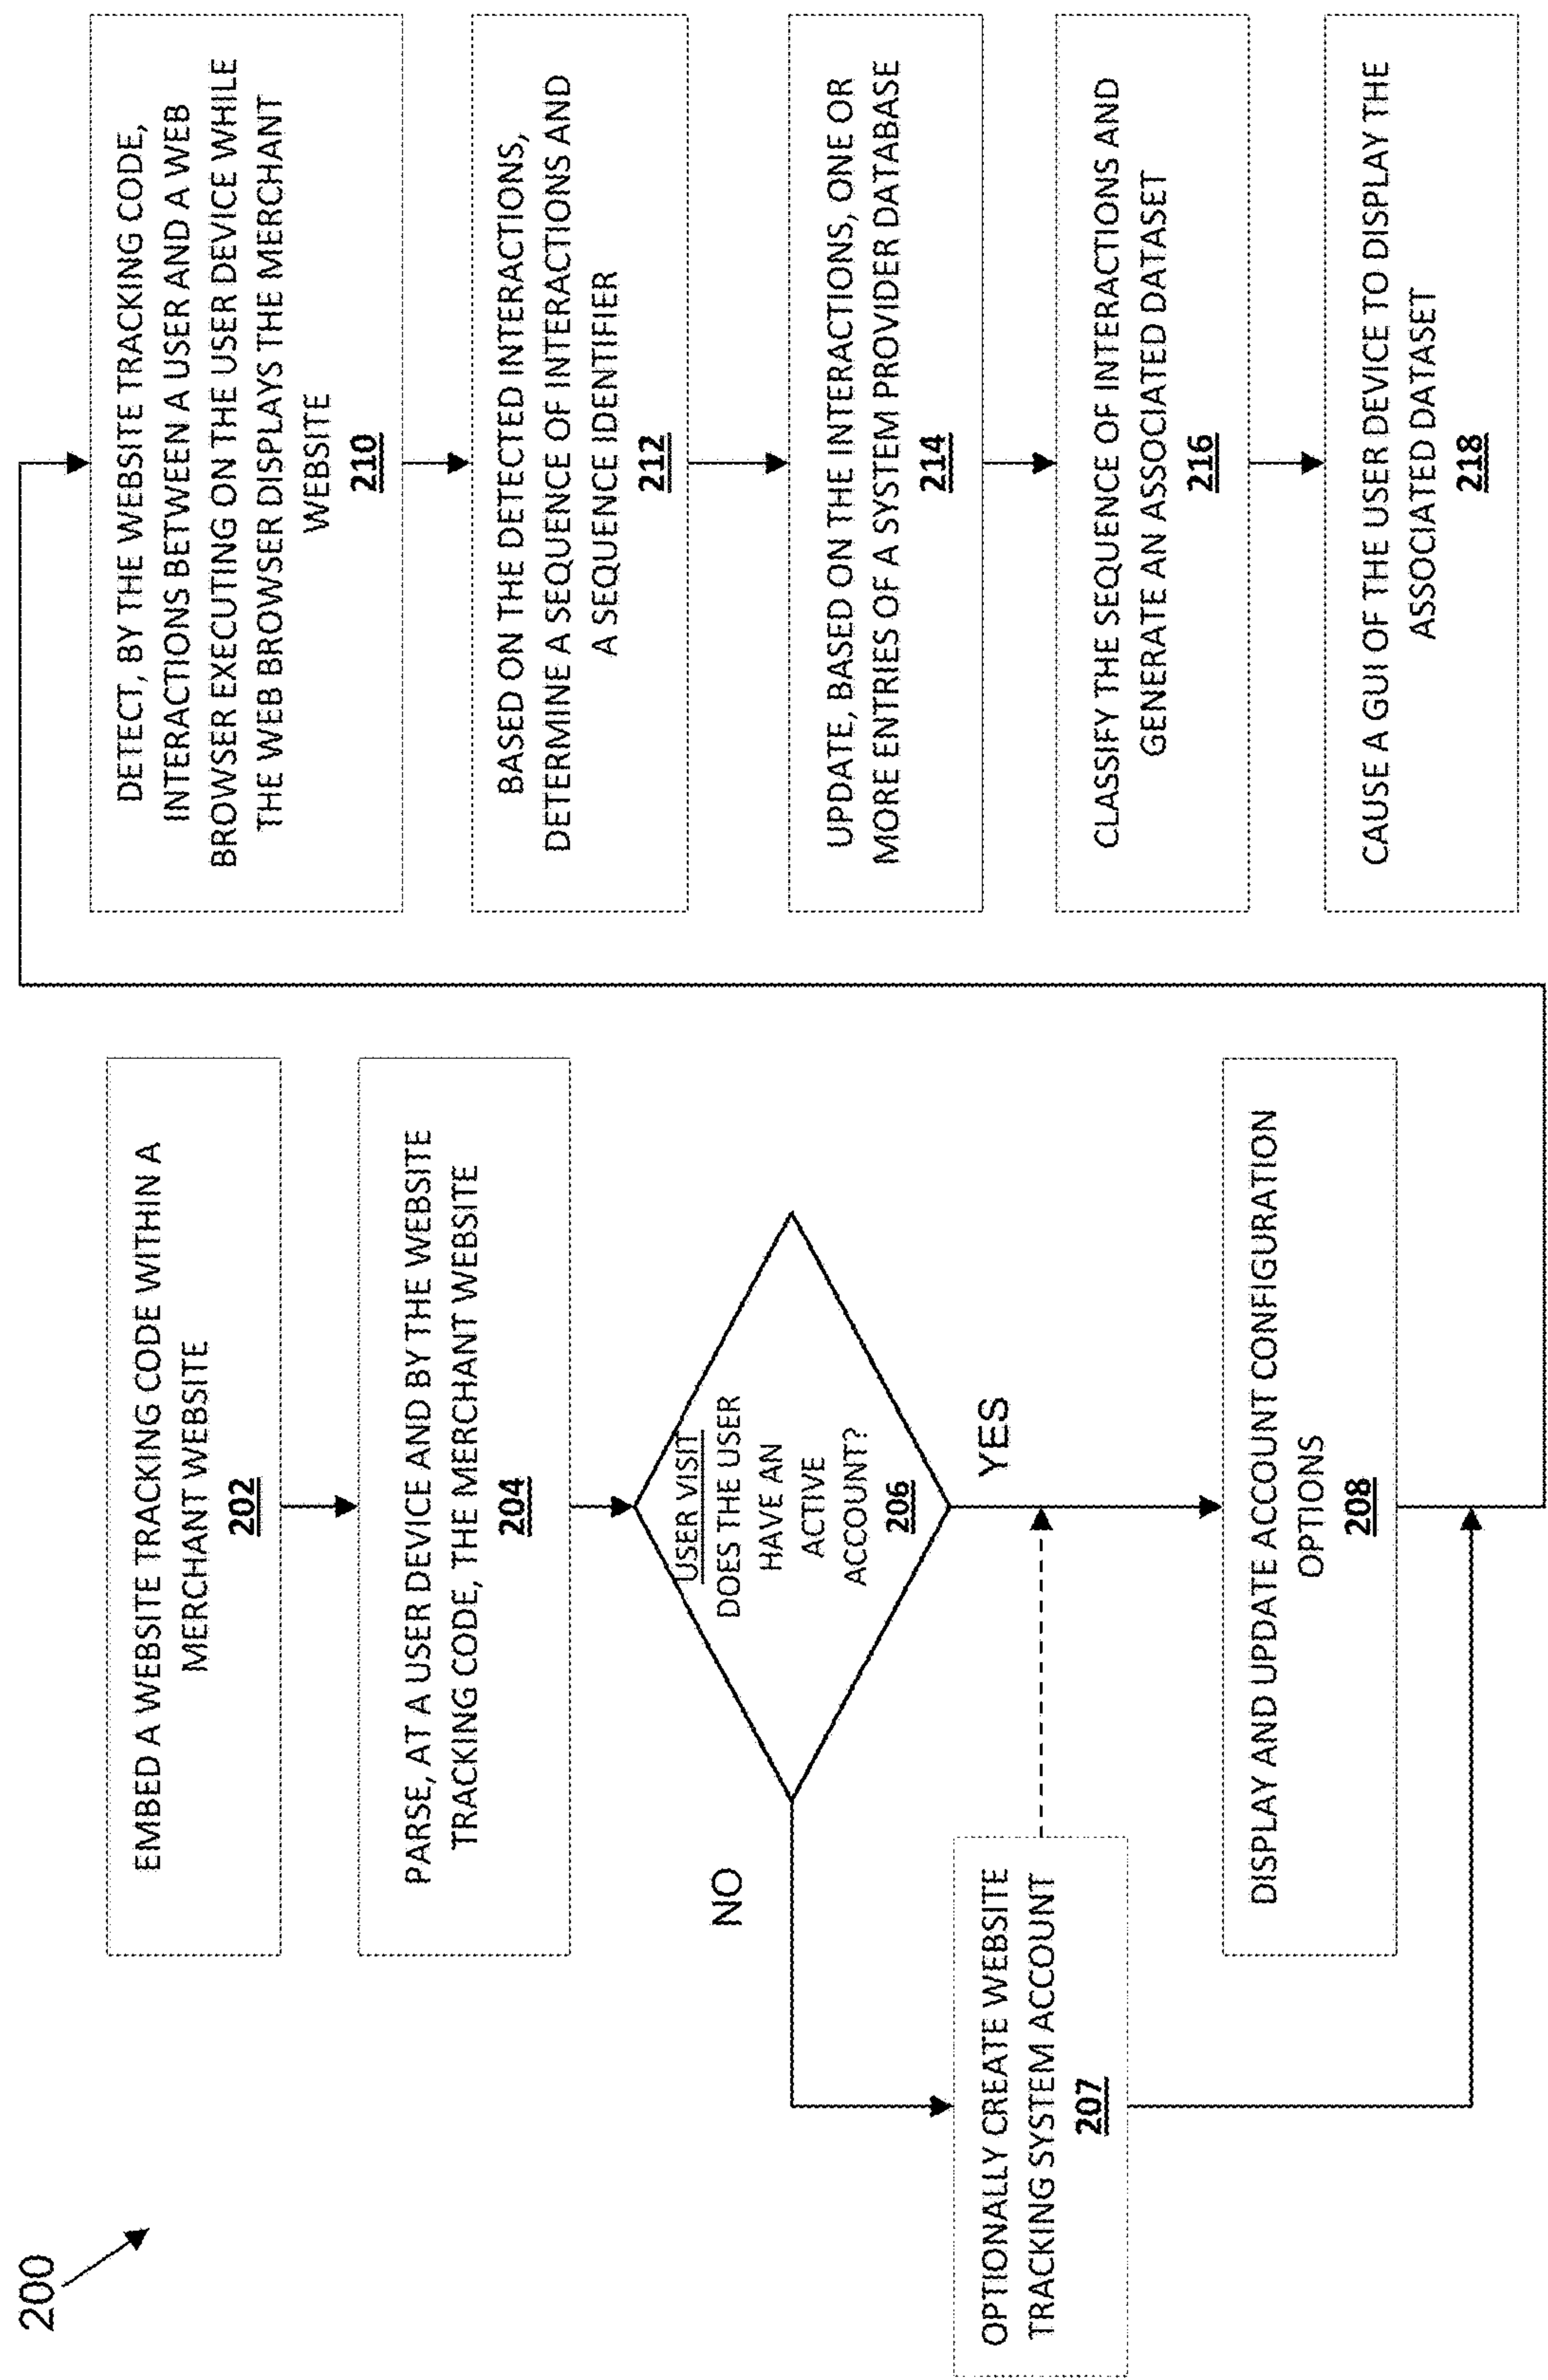 200
EMBED A WEBSITE TRACKING CODE WITHIN A
MERCHANT WEBSITE
202
PARSE, AT A USER DEVICE AND BY THE WEBSITE
TRACKING CODE, THE MERCHANT WEBSITE
204
USER VISIT
DOES THE USER
HAVE AN
ACTIVE
ACCOUNT?
206
NO
YES
OPTIONALLY CREATE WEBSITE
TRACKING SYSTEM ACCOUNT
207
DISPLAY AND UPDATE ACCOUNT CONFIGURATION
OPTIONS
208
DETECT, BY THE WEBSITE TRACKING CODE,
INTERACTIONS BETWEEN A USER AND A WEB
BROWSER EXECUTING ON THE USER DEVICE WHILE
THE WEB BROWSER DISPLAYS THE MERCHANT
WEBSITE
210
BASED ON THE DETECTED INTERACTIONS,
DETERMINE A SEQUENCE OF INTERACTIONS AND
A SEQUENCE IDENTIFIER
212
UPDATE, BASED ON THE INTERACTIONS, ONE OR
MORE ENTRIES OF A SYSTEM PROVIDER DATABASE
214
CLASSIFY THE SEQUENCE OF INTERACTIONS AND
GENERATE AN ASSOCIATED DATASET
216
CAUSE A GUI OF THE USER DEVICE TO DISPLAY THE
ASSOCIATED DATASET
218